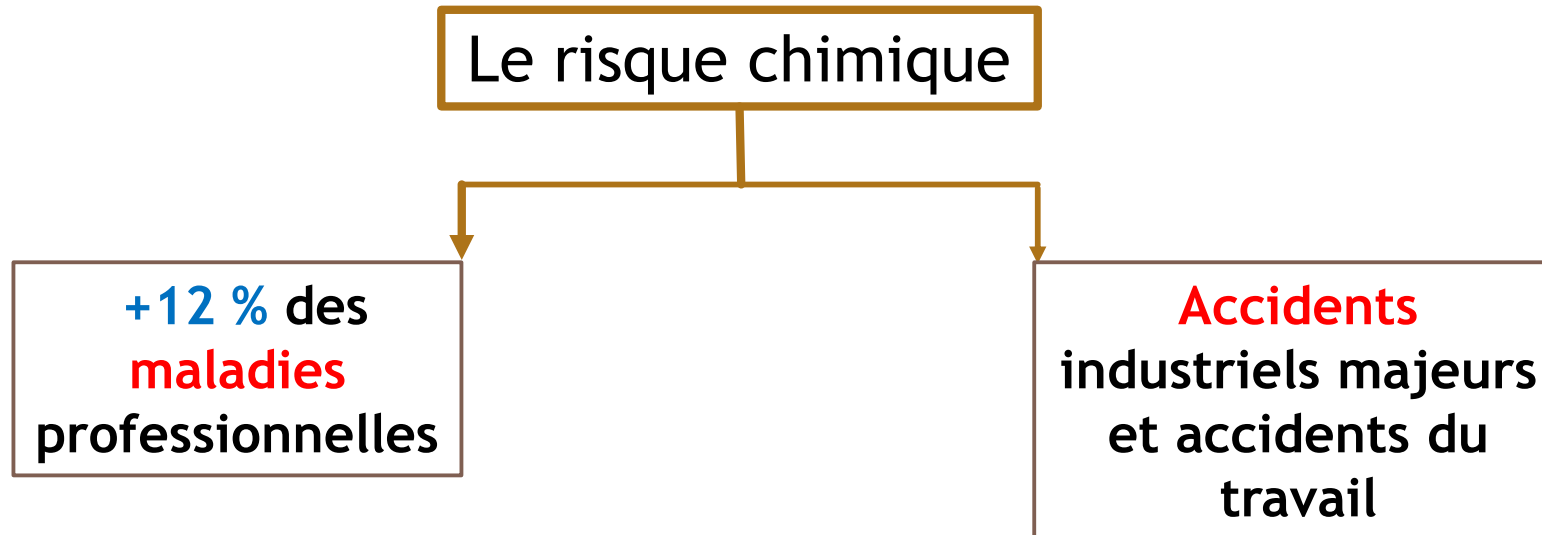 Le risque chimique
+12 % des
maladies
professionnelles
Accidents
industriels majeurs
et accidents du
travail